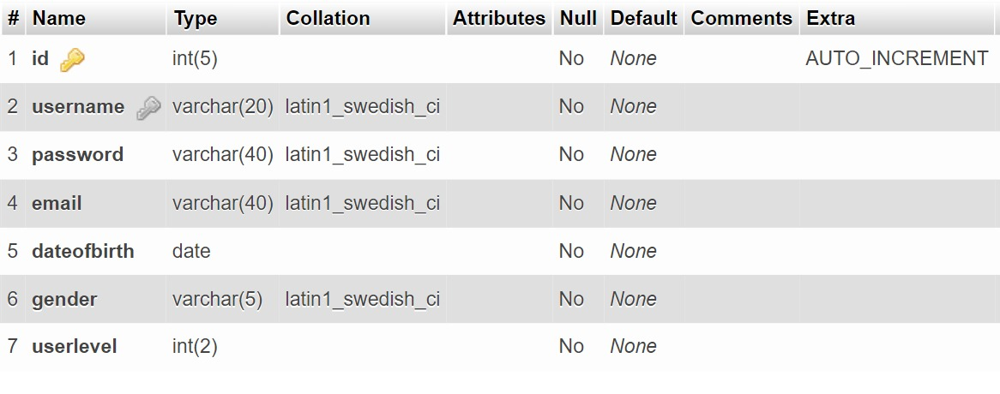 # Name Type Collation Attributes Null Default Comments Extra
1 id int(5) No None AUTO_INCREMENT
2 username varchar(20) latin1_swedish_ci No None
3 password varchar(40) latin1_swedish_ci No None
4 email varchar(40) latin1_swedish_ci No None
5 dateofbirth date No None
6 gender varchar(5) latin1_swedish_ci No None
7 userlevel int(2) No None